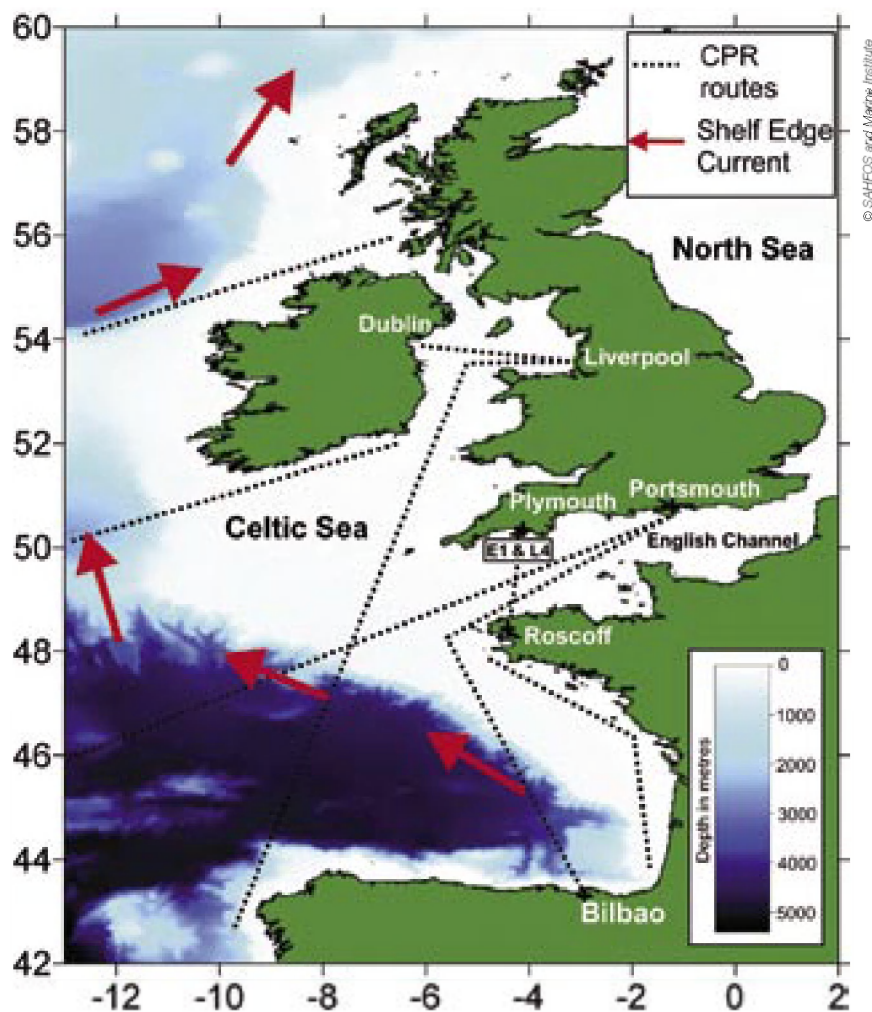 60
58
56
54
52
50
48
46
44
42
-12
-10
-8
-6
-4
-2
0
2
CPR
routes
Shelf Edge
Current
© SAHFOS and Marine Institute
North Sea
Dublin
Liverpool
Plymouth
Portsmouth
Celtic Sea
E1 & L4
English Channel
Roscoff
Bilbao
Depth in metres
0
1000
2000
3000
4000
5000